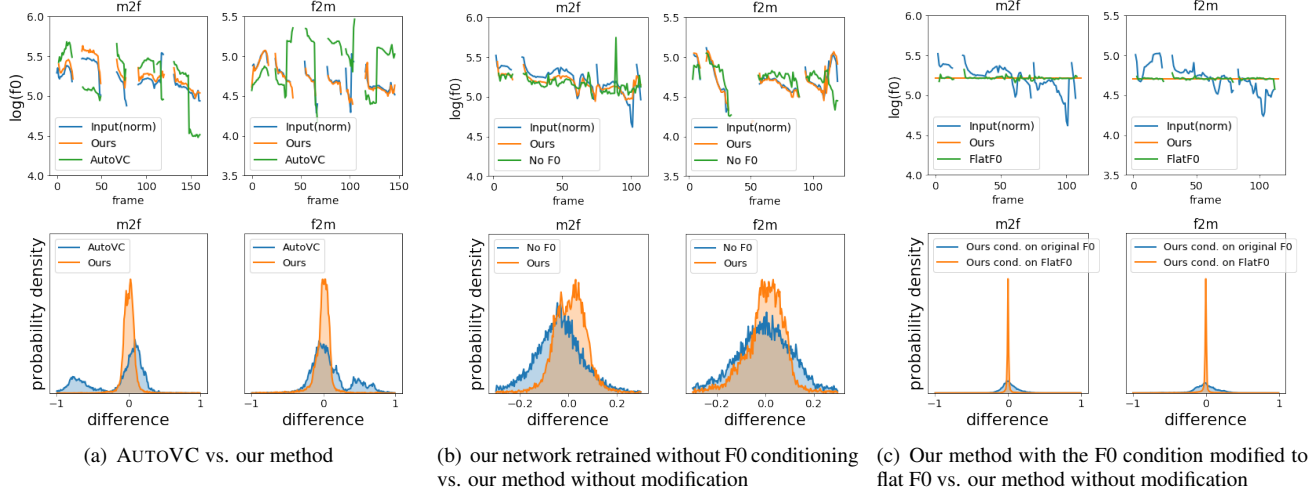 m2f
f2m
6.0
5.5
5.0
4.5
4.0
log(f0)
Input(norm)
Ours
AutoVC
0
50
100
150
frame
5.5
5.0
4.5
4.0
3.5
Input(norm)
Ours
AutoVC
0
50
100
150
frame
m2f
f2m
probability density
AutoVC
Ours
−1
0
1
difference
AutoVC
Ours
−1
0
1
difference
(a) AUTOVC vs. our method
m2f
f2m
6.0
5.5
5.0
4.5
4.0
log(f0)
Input(norm)
Ours
No F0
0
50
100
frame
5.5
5.0
4.5
4.0
3.5
Input(norm)
Ours
No F0
0
50
100
frame
m2f
f2m
probability density
No F0
Ours
−0.2
0.0
0.2
difference
No F0
Ours
−0.2
0.0
0.2
difference
(b) our network retrained without F0 conditioning
vs. our method without modification
m2f
f2m
6.0
5.5
5.0
4.5
4.0
log(f0)
Input(norm)
Ours
FlatF0
0
50
100
frame
5.5
5.0
4.5
4.0
3.5
Input(norm)
Ours
FlatF0
0
50
100
frame
m2f
f2m
probability density
Ours cond. on original F0
Ours cond. on FlatF0
−1
0
1
difference
Ours cond. on original F0
Ours cond. on FlatF0
−1
0
1
difference
(c) Our method with the F0 condition modified to
flat F0 vs. our method without modification